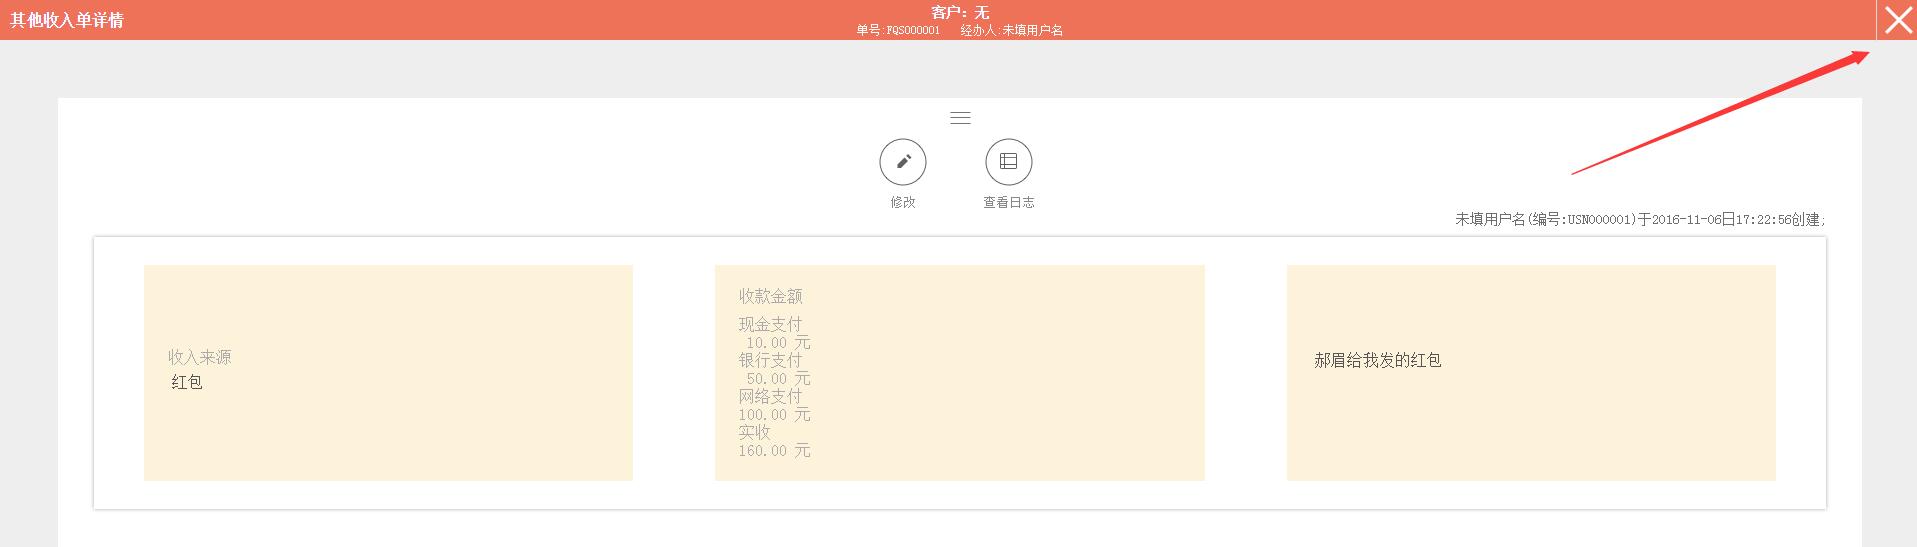 其他收入单详情
客户：无
单号:FQS000001 经办人:未填用户名
修改 查看日志
未填用户名(编号:USN000001)于2016-11-06日17:22:56创建;
收入来源
红包
收款金额
现金支付
10.00 元
银行支付
50.00 元
网络支付
100.00 元
实收
160.00 元
郝眉给我发的红包